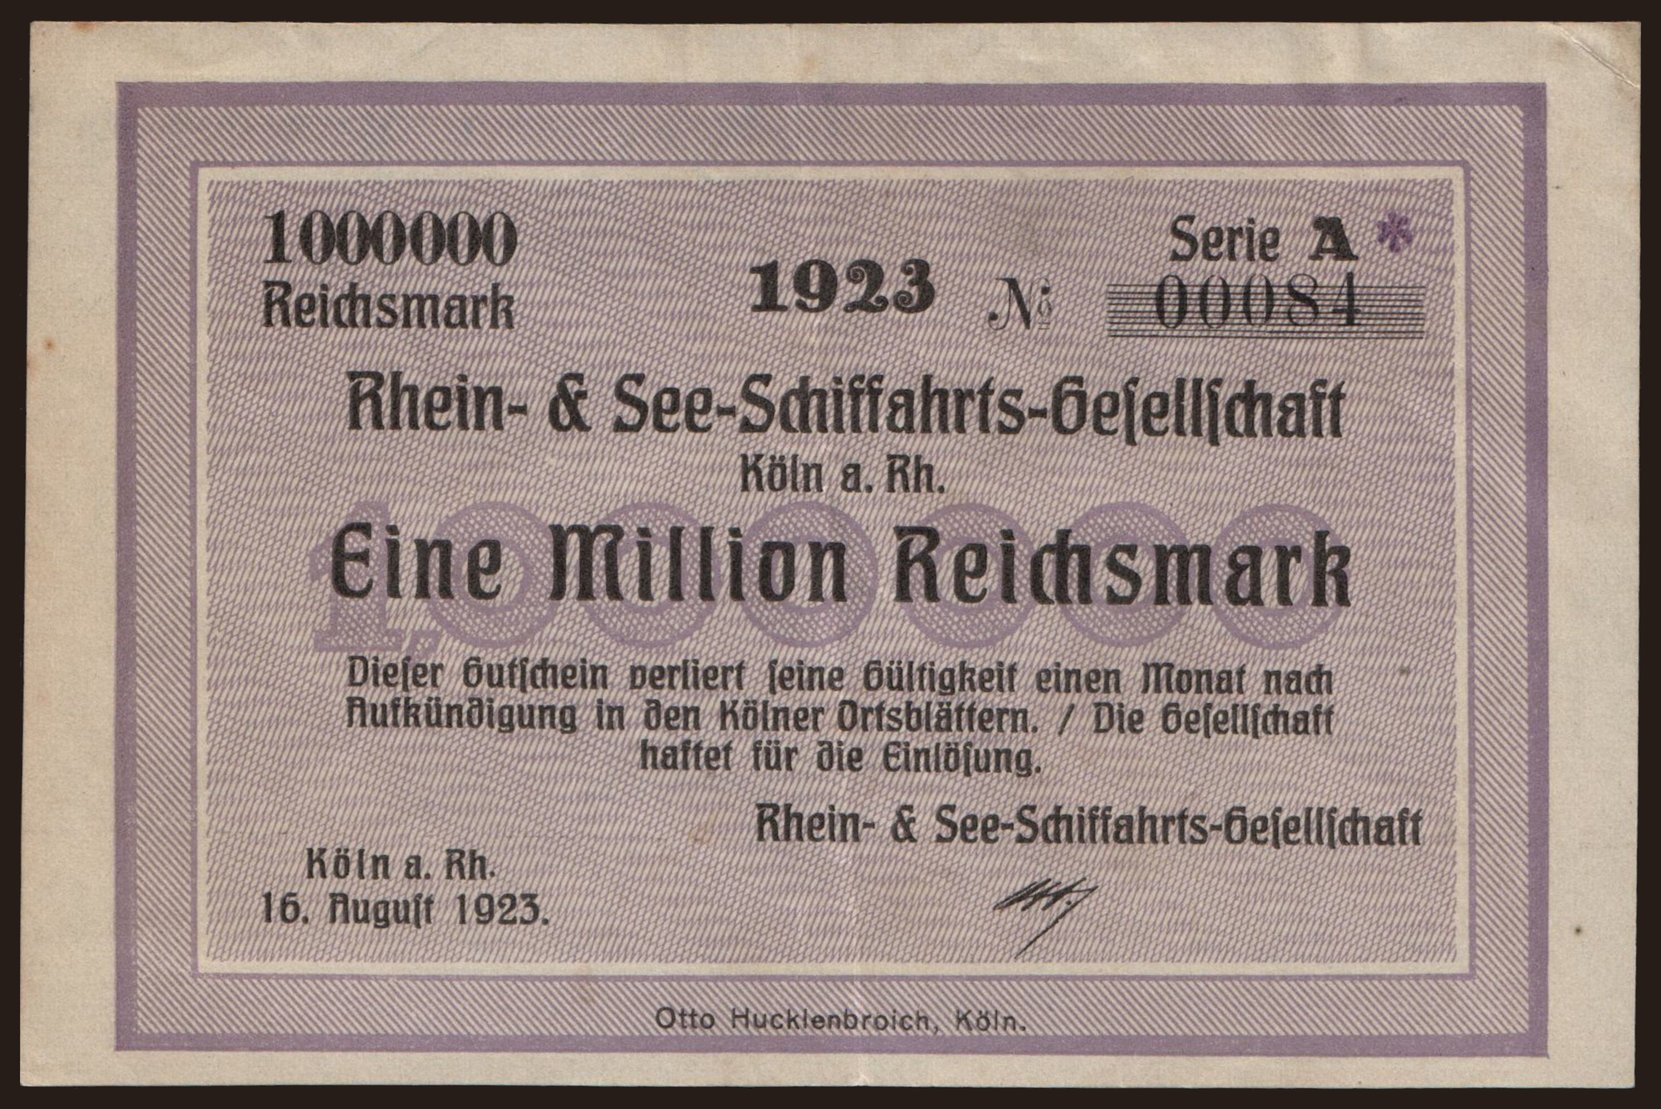 1000000
Reichsmark
1923
Serie A *
№ 00084
Rhein- & See-Schiffahrts-Geſellſchaft
Köln a. Rh.
1,000000
Eine Million Reichsmark
Dieſer Gutſchein verliert ſeine Gültigkeit einen Monat nach
Aufkündigung in den Kölner Ortsblättern. / Die Geſellſchaft
haftet für die Einlöſung.
Rhein- & See-Schiffahrts-Geſellſchaft
Köln a. Rh.
16. Auguſt 1923.
Otto Hucklenbroich, Köln.